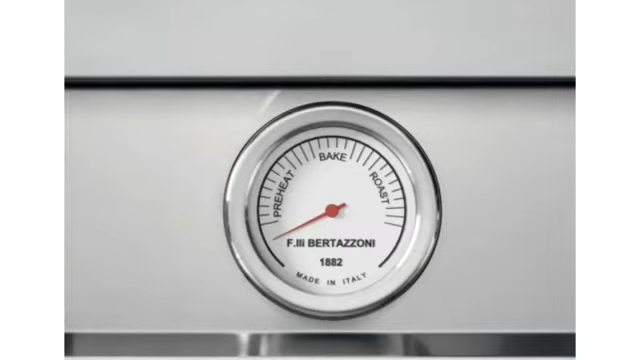 PREHEAT
BAKE
ROAST
F.lli BERTAZZONI
1882
MADE IN ITALY